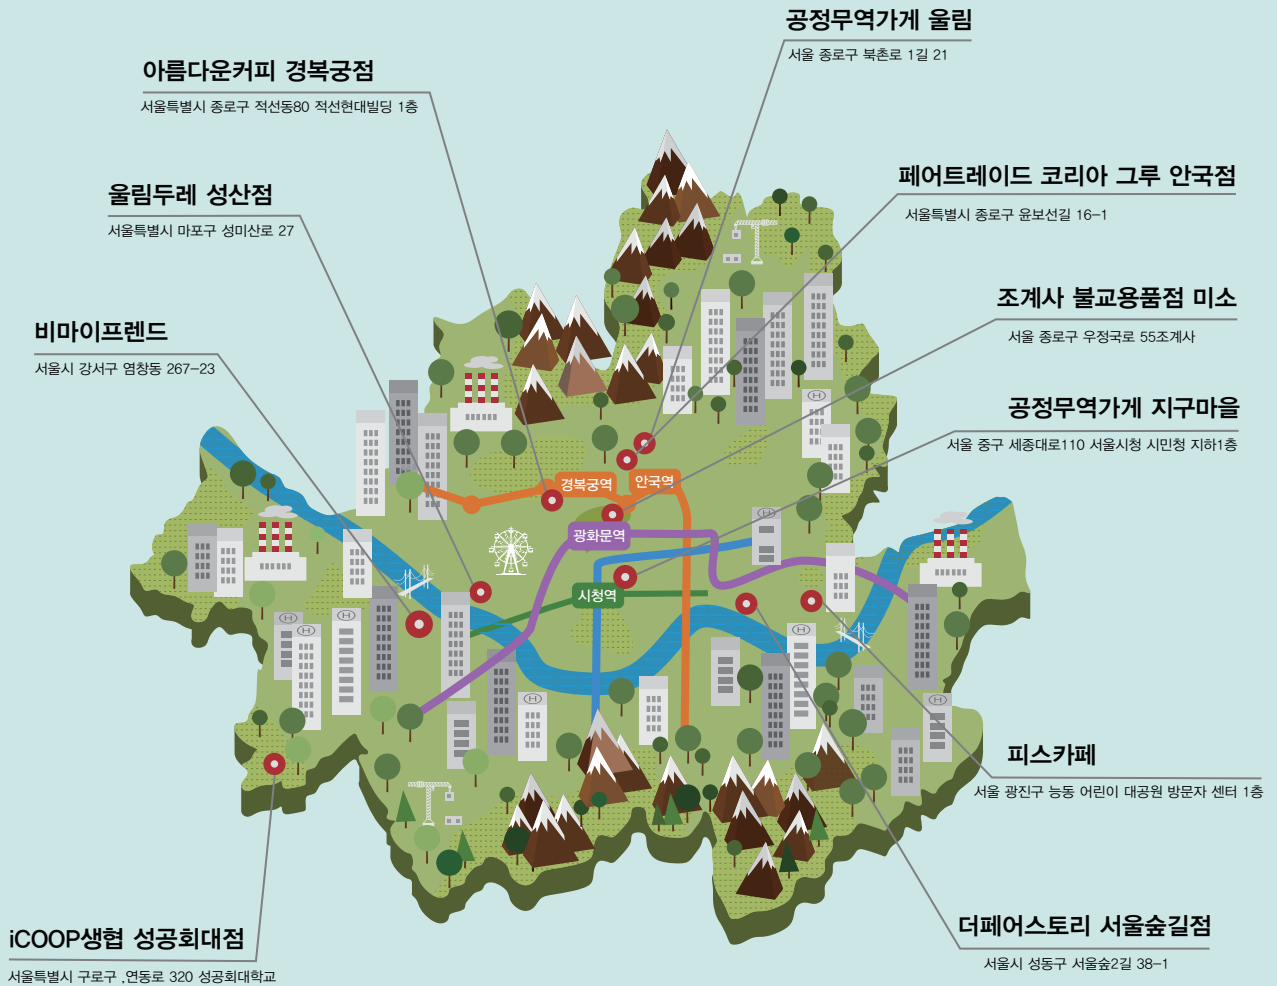 공정무역가게 울림
서울 종로구 북촌로 1길 21
아름다운커피 경복궁점
서울특별시 종로구 적선동80 적선현대빌딩 1층
페어트레이드 코리아 그루 안국점
서울특별시 종로구 윤보선길 16-1
울림두레 성산점
서울특별시 마포구 성미산로 27
조계사 불교용품점 미소
서울 종로구 우정국로 55조계사
비마이프렌드
서울시 강서구 염창동 267-23
공정무역가게 지구마을
서울 중구 세종대로110 서울시청 시민청 지하1층
경복궁역
안국역
광화문역
시청역
H
H
H
H
H
H
H
H
피스카페
서울 광진구 능동 어린이 대공원 방문자 센터 1층
더페어스토리 서울숲길점
서울시 성동구 서울숲2길 38-1
iCOOP생협 성공회대점
서울특별시 구로구 ,연동로 320 성공회대학교